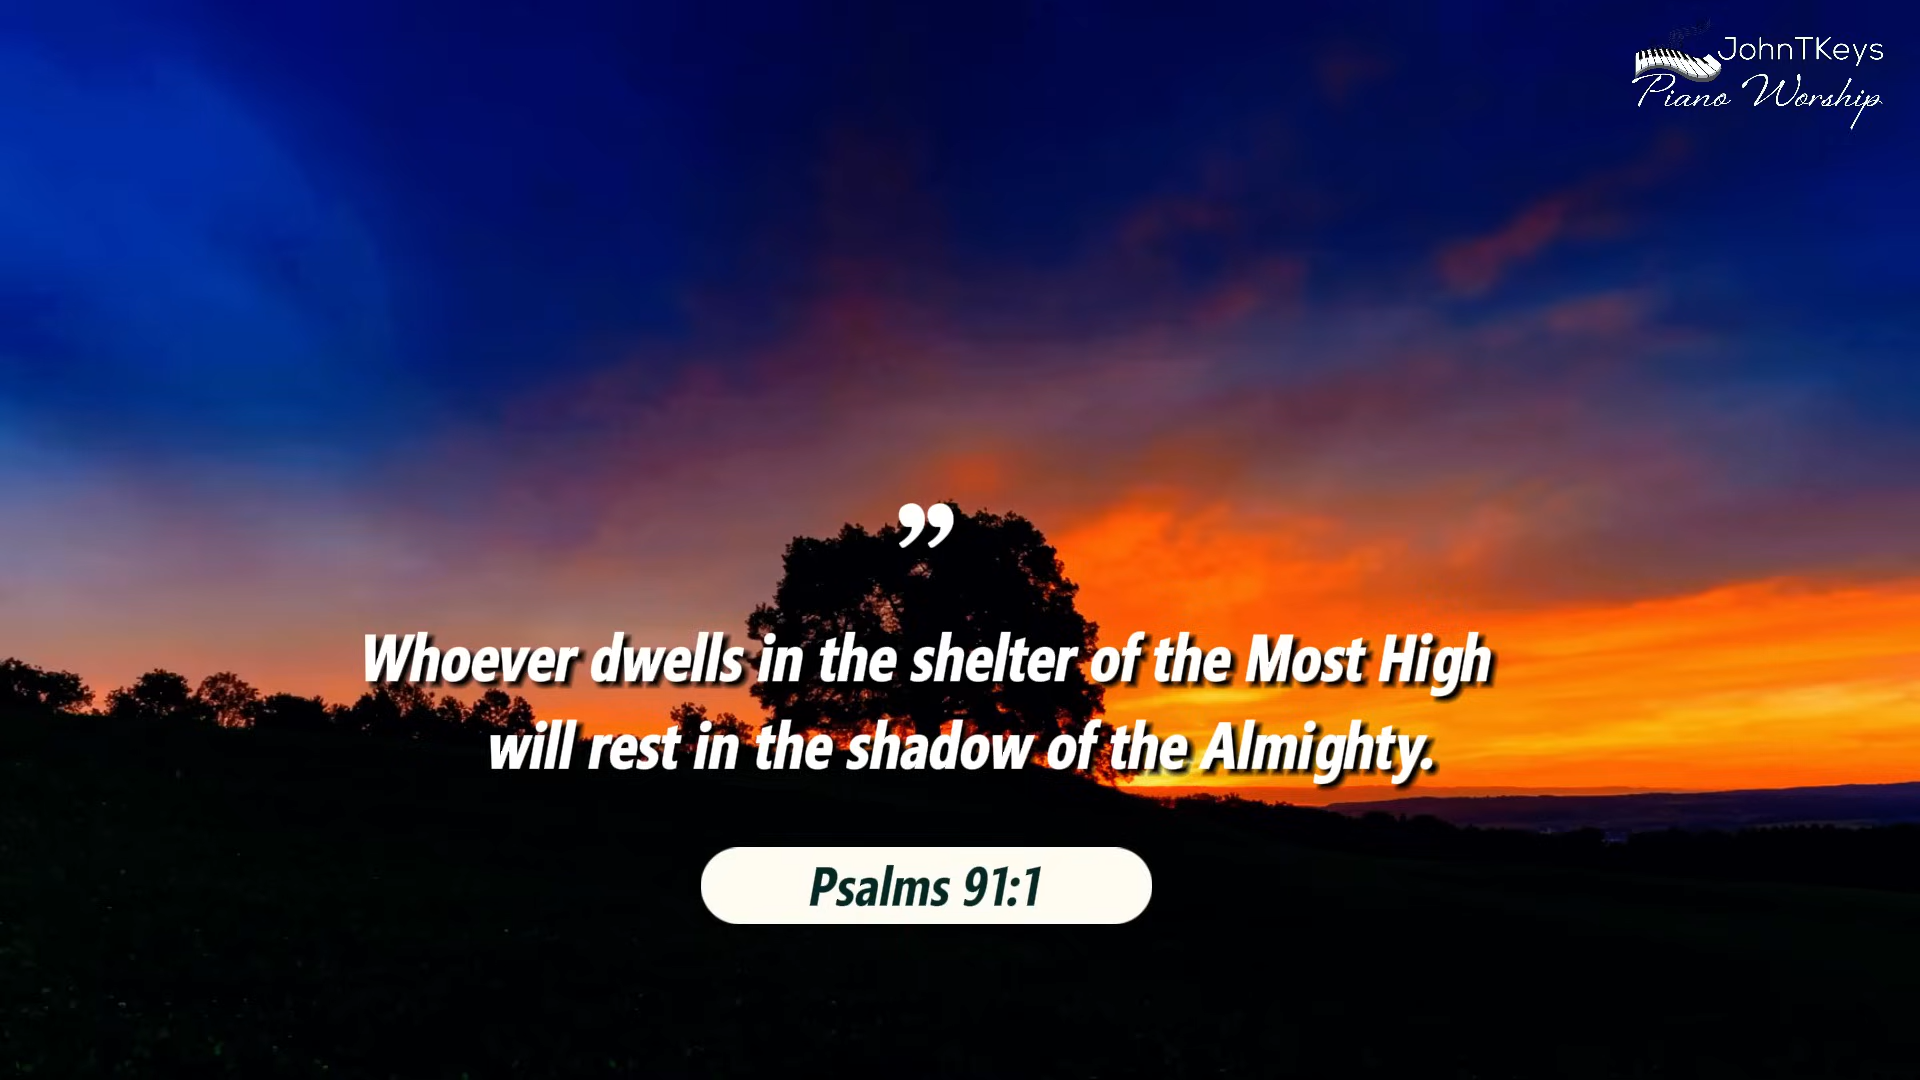 JohnTKeys
Piano Worship
”
Whoever dwells in the shelter of the Most High
will rest in the shadow of the Almighty.
Psalms 91:1